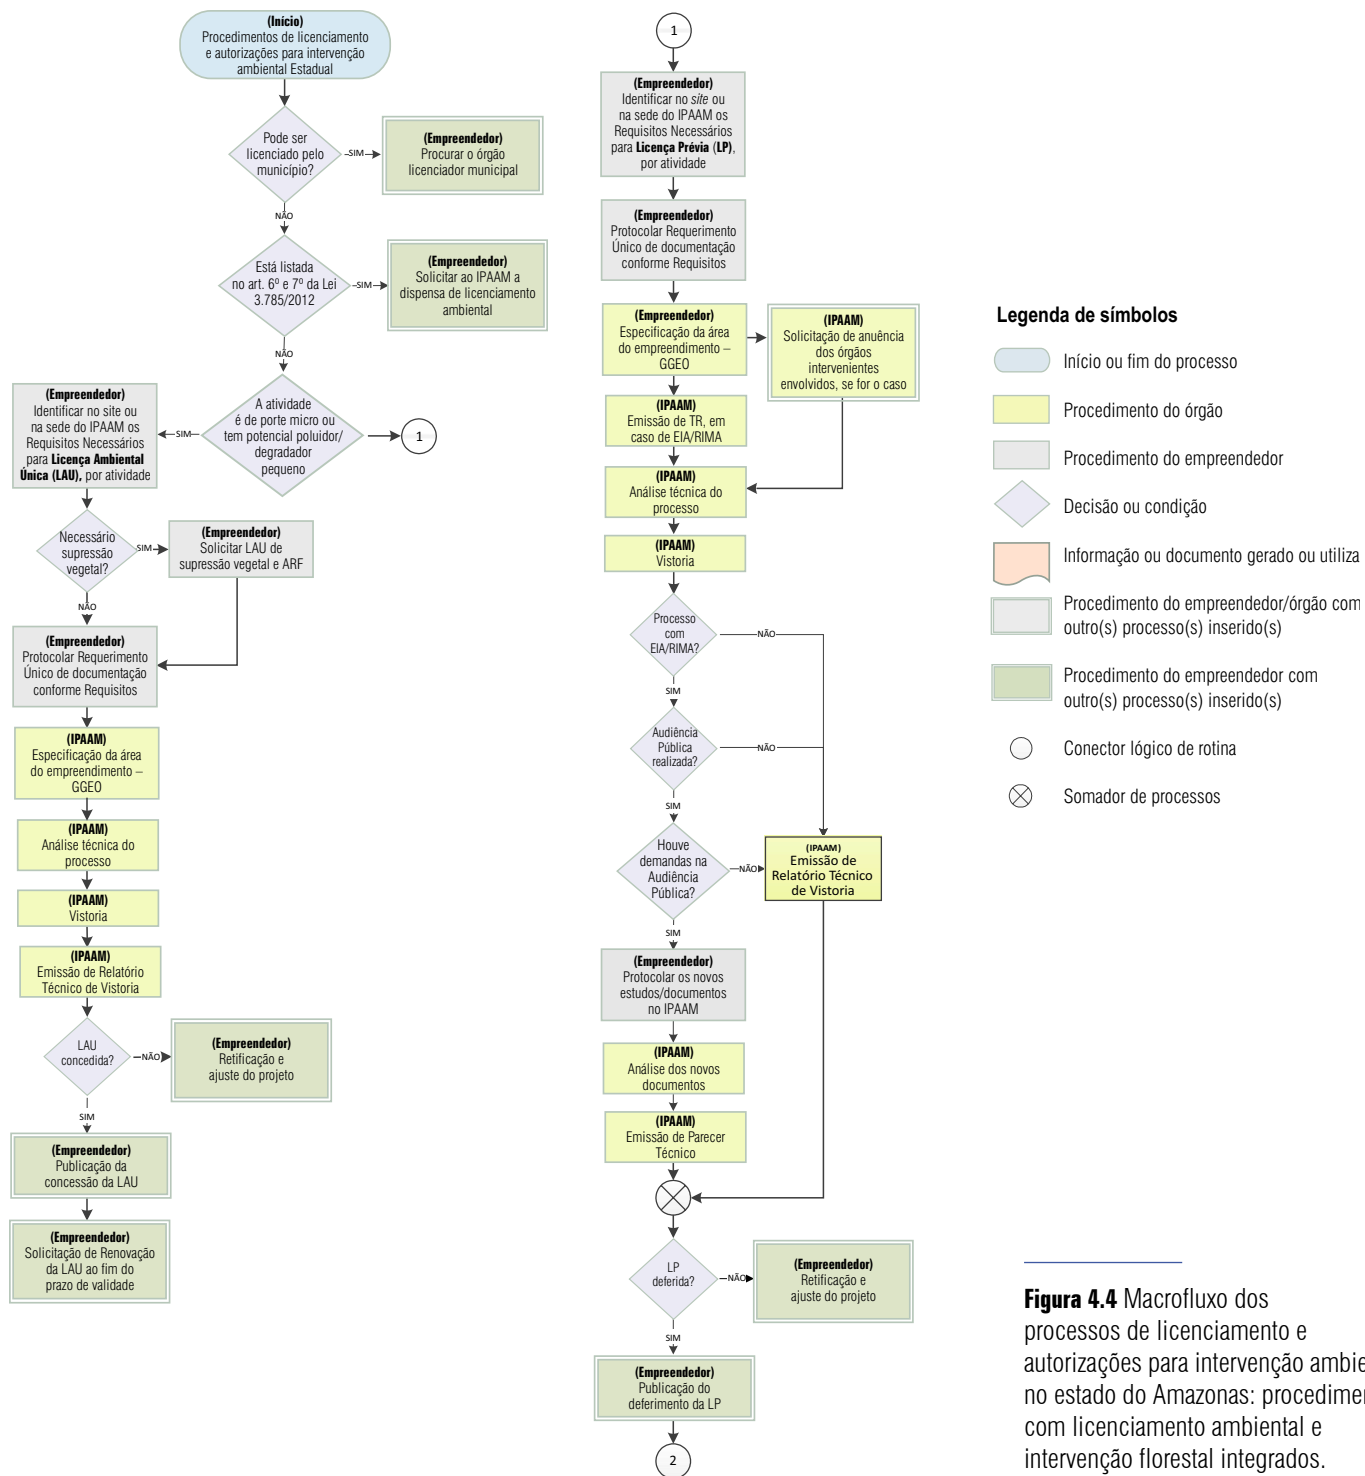 (Início)
Procedimentos de licenciamento
e autorizações para intervenção
ambiental Estadual
Pode ser
licenciado pelo
município?
SIM
(Empreendedor)
Procurar o órgão
licenciador municipal
NÃO
Está listada
no art. 6º e 7º da Lei
3.785/2012
SIM
(Empreendedor)
Solicitar ao IPAAM a
dispensa de licenciamento
ambiental
NÃO
A atividade
é de porte micro ou
tem potencial poluidor/
degradador
pequeno
1
SIM
(Empreendedor)
Identificar no site ou
na sede do IPAAM os
Requisitos Necessários
para Licença Ambiental
Única (LAU), por atividade
Necessário
supressão
vegetal?
SIM
(Empreendedor)
Solicitar LAU de
supressão vegetal e ARF
NÃO
(Empreendedor)
Protocolar Requerimento
Único de documentação
conforme Requisitos
(IPAAM)
Especificação da área
do empreendimento –
GGEO
(IPAAM)
Análise técnica do
processo
(IPAAM)
Vistoria
(IPAAM)
Emissão de Relatório
Técnico de Vistoria
LAU
concedida?
NÃO
(Empreendedor)
Retificação e
ajuste do projeto
SIM
(Empreendedor)
Publicação da
concessão da LAU
(Empreendedor)
Solicitação de Renovação
da LAU ao fim do
prazo de validade
1
(Empreendedor)
Identificar no site ou
na sede do IPAAM os
Requisitos Necessários
para Licença Prévia (LP),
por atividade
(Empreendedor)
Protocolar Requerimento
Único de documentação
conforme Requisitos
(Empreendedor)
Especificação da área
do empreendimento –
GGEO
(IPAAM)
Solicitação de anuência
dos órgãos
intervenientes
envolvidos, se for o caso
(IPAAM)
Emissão de TR, em
caso de EIA/RIMA
(IPAAM)
Análise técnica do
processo
(IPAAM)
Vistoria
Processo
com
EIA/RIMA?
NÃO
SIM
Audiência
Pública
realizada?
NÃO
SIM
Houve
demandas na
Audiência
Pública?
NÃO
(IPAAM)
Emissão de
Relatório Técnico
de Vistoria
SIM
(Empreendedor)
Protocolar os novos
estudos/documentos
no IPAAM
(IPAAM)
Análise dos novos
documentos
(IPAAM)
Emissão de Parecer
Técnico
LP
deferida?
NÃO
(Empreendedor)
Retificação e
ajuste do projeto
SIM
(Empreendedor)
Publicação do
deferimento da LP
2
Legenda de símbolos
Início ou fim do processo
Procedimento do órgão
Procedimento do empreendedor
Decisão ou condição
Informação ou documento gerado ou utiliza
Procedimento do empreendedor/órgão com
outro(s) processo(s) inserido(s)
Procedimento do empreendedor com
outro(s) processo(s) inserido(s)
Conector lógico de rotina
Somador de processos
Figura 4.4 Macrofluxo dos
processos de licenciamento e
autorizações para intervenção ambie
no estado do Amazonas: procedimen
com licenciamento ambiental e
intervenção florestal integrados.